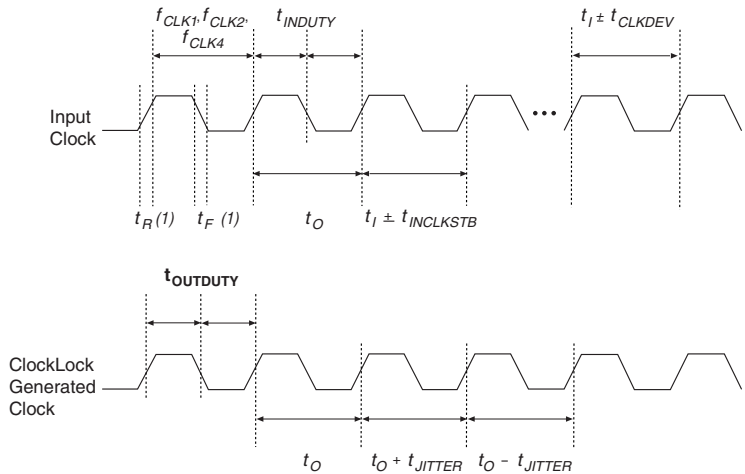 f_CLK1, f_CLK2,
f_CLK4
t_INDUTY
t_I ± t_CLKDEV
Input
Clock
•••
t_R (1)
t_F (1)
t_O
t_I ± t_INCLKSTB
t_OUTDUTY
ClockLock
Generated
Clock
t_O
t_O + t_JITTER
t_O – t_JITTER